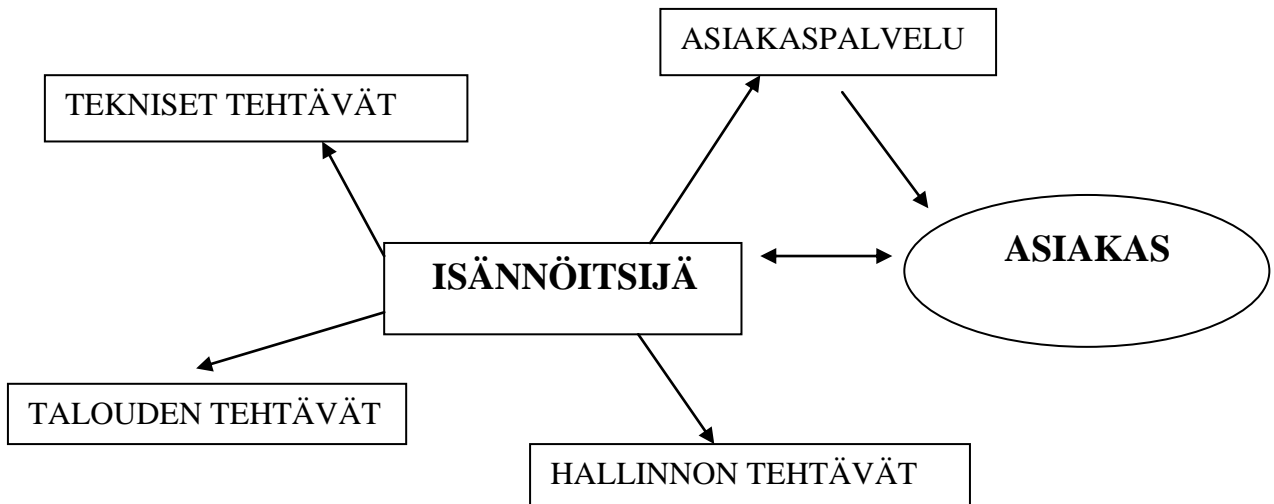 ASIAKASPALVELU
TEKNISET TEHTÄVÄT
ASIAKAS
ISÄNNÖITSIJÄ
TALOUDEN TEHTÄVÄT
HALLINNON TEHTÄVÄT